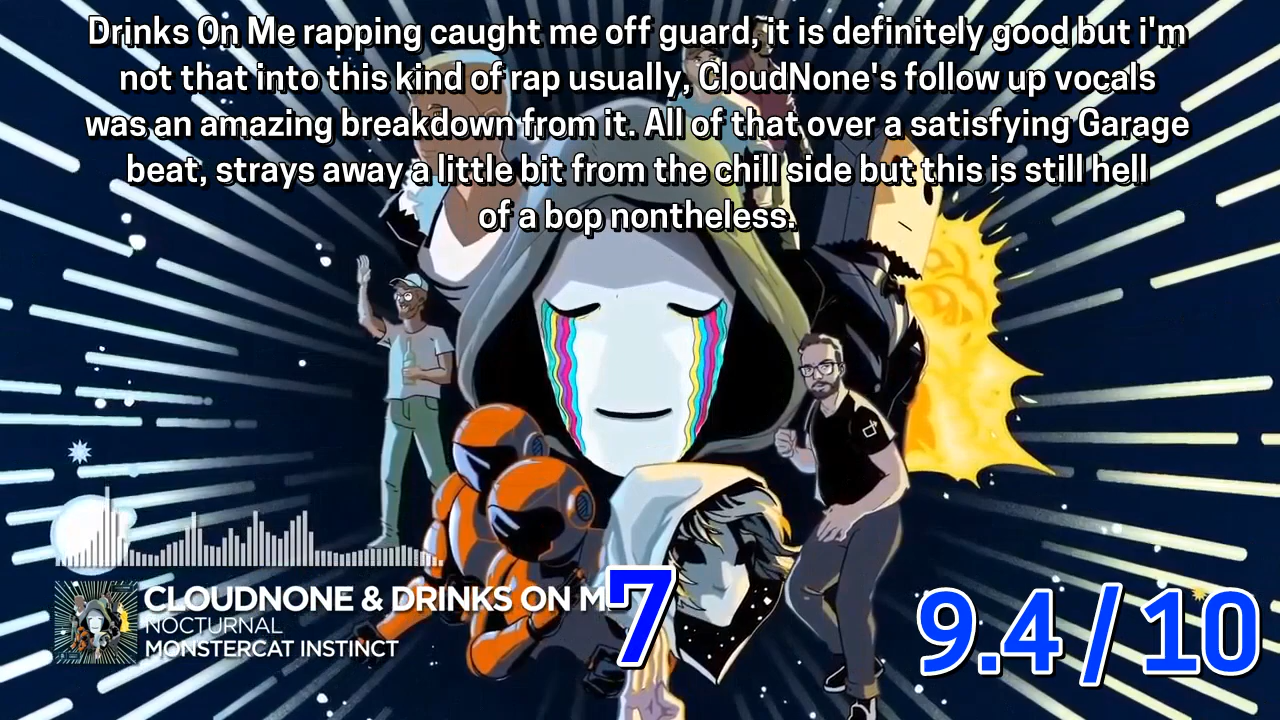 Drinks On Me rapping caught me off guard, it is definitely good but i'm
not that into this kind of rap usually, CloudNone's follow up vocals
was an amazing breakdown from it. All of that over a satisfying Garage
beat, strays away a little bit from the chill side but this is still hell
of a bop nontheless.
CLOUDNONE & DRINKS ON M
NOCTURNAL
MONSTERCAT INSTINCT
7
9.4 / 10